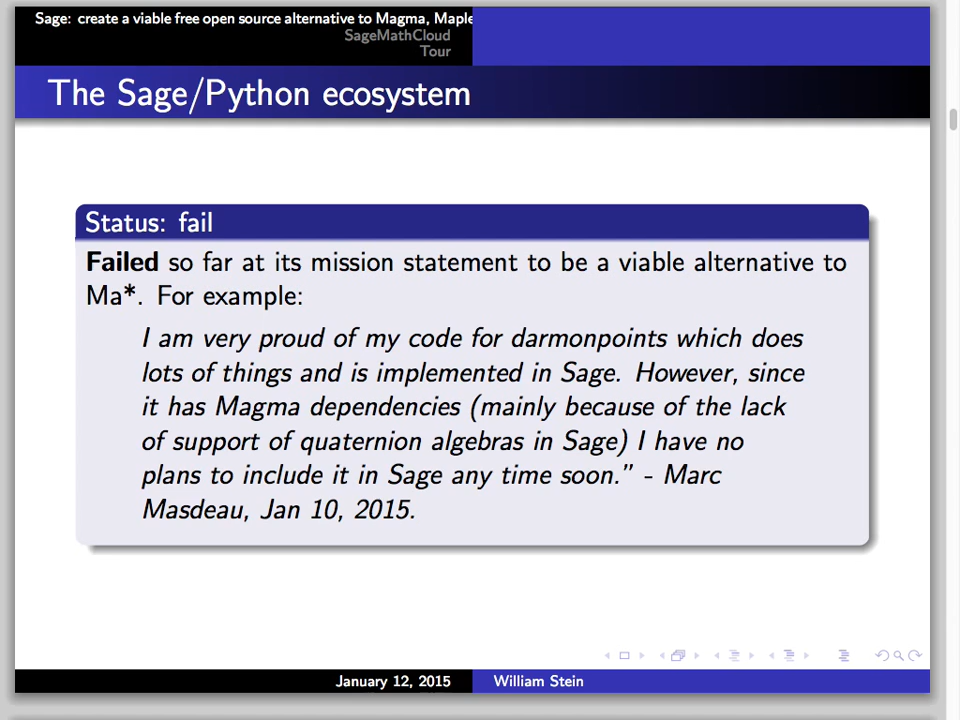 Sage: create a viable free open source alternative to Magma, Maple
SageMathCloud
Tour
The Sage/Python ecosystem
Status: fail
Failed so far at its mission statement to be a viable alternative to
Ma*. For example:
I am very proud of my code for darmonpoints which does
lots of things and is implemented in Sage. However, since
it has Magma dependencies (mainly because of the lack
of support of quaternion algebras in Sage) I have no
plans to include it in Sage any time soon.” - Marc
Masdeau, Jan 10, 2015.
January 12, 2015
William Stein